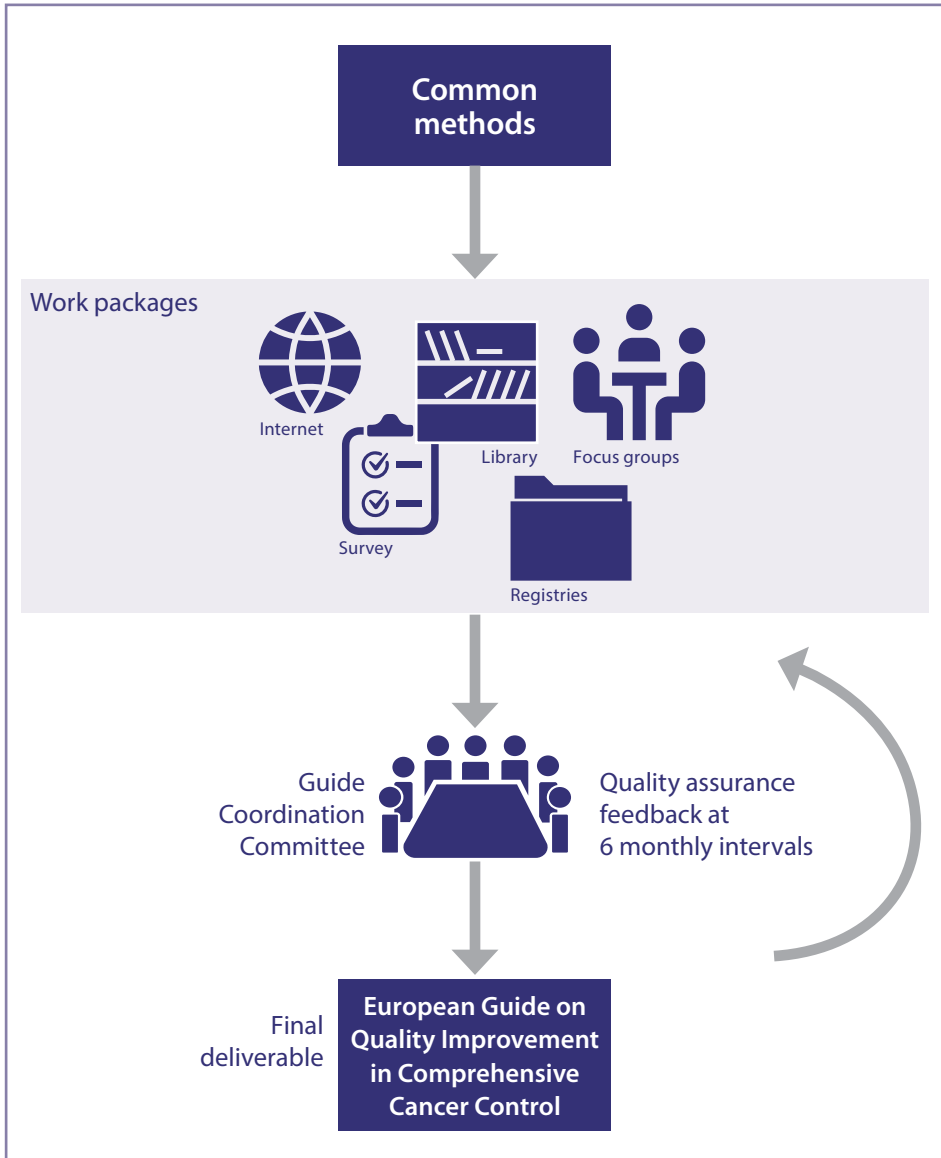 Common
methods
Work packages
Internet
Library
Focus groups
Survey
Registries
Guide
Coordination
Committee
Quality assurance
feedback at
6 monthly intervals
Final
deliverable
European Guide on
Quality Improvement
in Comprehensive
Cancer Control